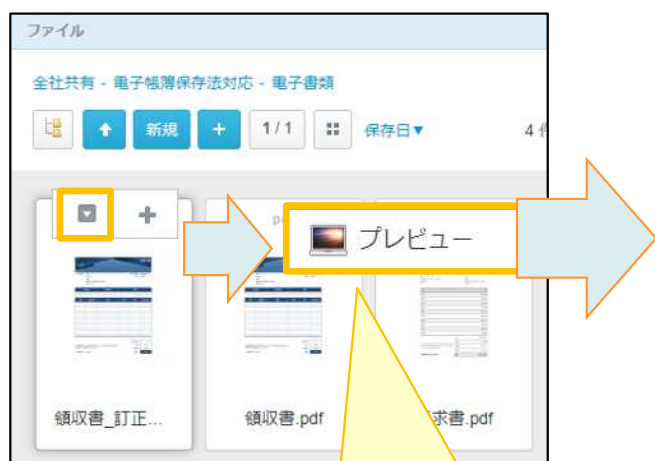 ファイル
全社共有 - 電子帳簿保存法対応 - 電子書類
新規
1 / 1
保存日▼
4
プレビュー
領収書_訂正...
領収書.pdf
求書.pdf